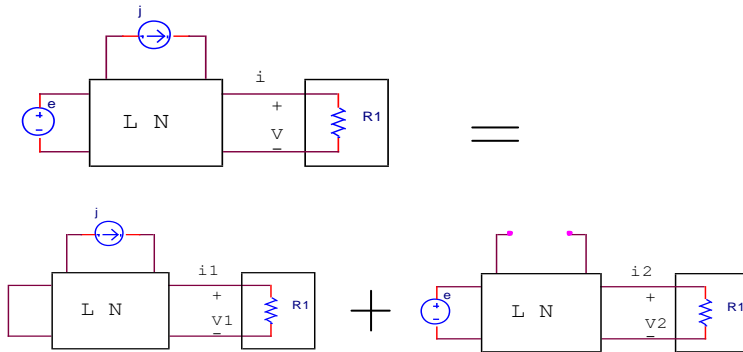 j
i
e
L N
+
V
-
R1
=
j
i1
L N
+
V1
-
R1
+
i2
e
L N
+
V2
-
R1